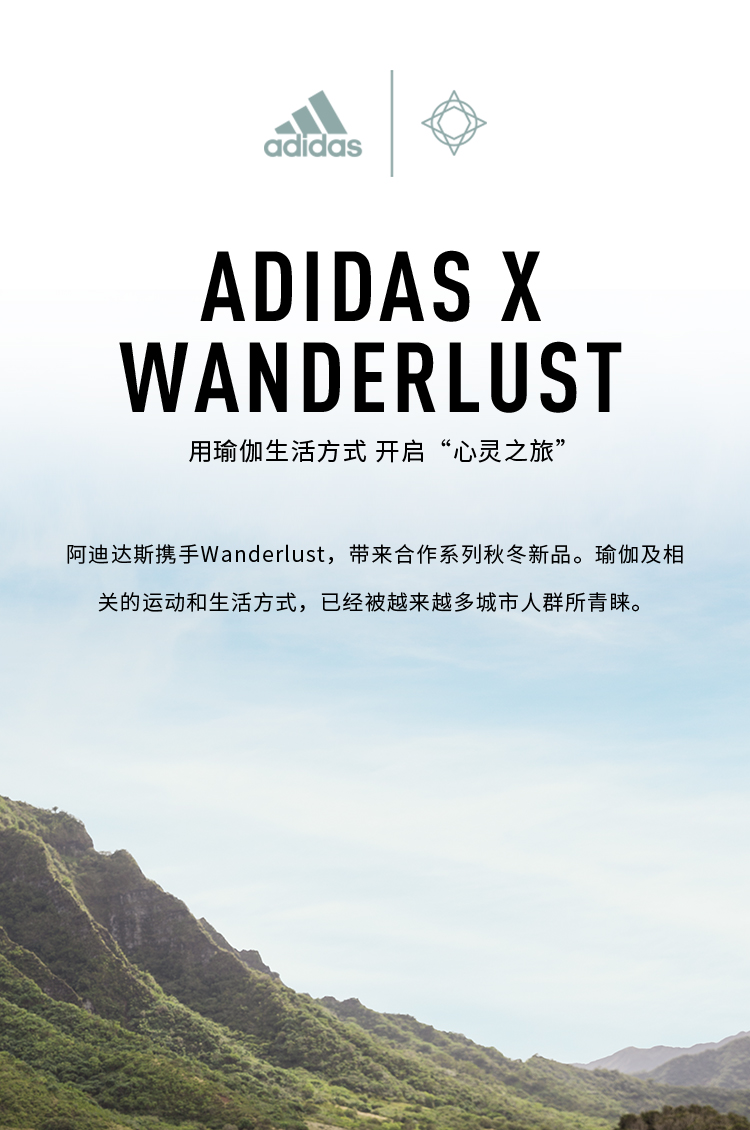 adidas
ADIDAS X
WANDERLUST
用瑜伽生活方式 开启“心灵之旅”
阿迪达斯携手Wanderlust，带来合作系列秋冬新品。瑜伽及相
关的运动和生活方式，已经被越来越多城市人群所青睐。